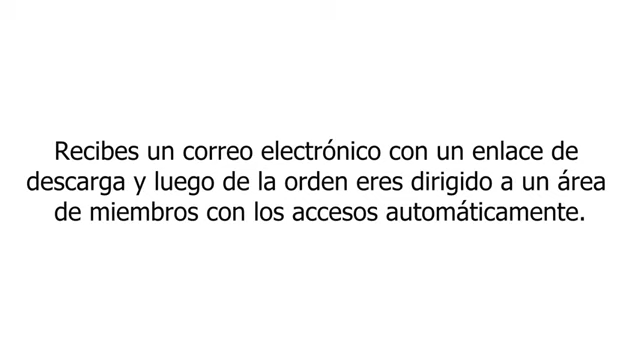 Recibes un correo electrónico con un enlace de
descarga y luego de la orden eres dirigido a un área
de miembros con los accesos automáticamente.